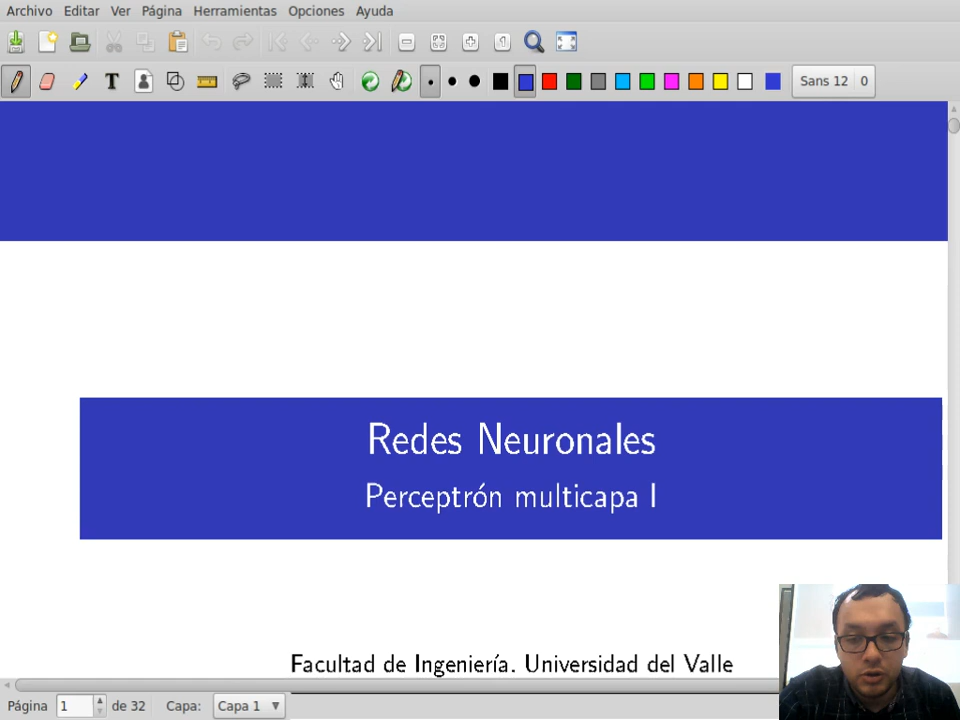 Archivo Editar Ver Página Herramientas Opciones Ayuda
T Sans 12 0
Redes Neuronales
Perceptrón multicapa I
Facultad de Ingeniería. Universidad del Valle
Página 1 de 32 Capa: Capa 1